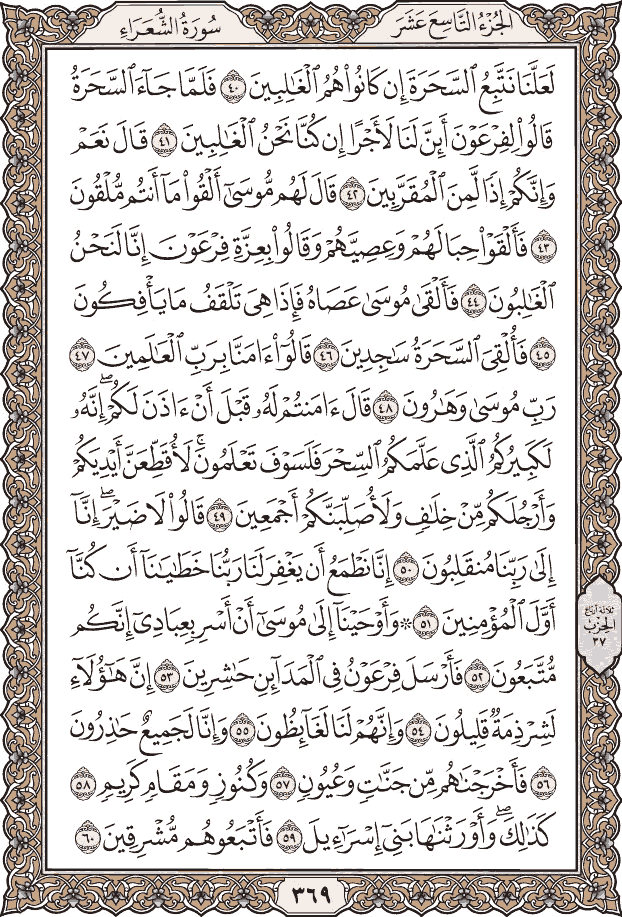 الجُزْءُ التَّاسِعَ عَشَرَ
سُورَةُ الشُّعَرَاءِ
لَعَلَّنَا نَتَّبِعُ ٱلسَّحَرَةَ إِن كَانُوا۟ هُمُ ٱلْغَـٰلِبِينَ ٤٠ فَلَمَّا جَآءَ ٱلسَّحَرَةُ
قَالُوا۟ لِفِرْعَوْنَ أَئِنَّ لَنَا لَأَجْرًا إِن كُنَّا نَحْنُ ٱلْغَـٰلِبِينَ ٤١ قَالَ نَعَمْ
وَإِنَّكُمْ إِذًا لَّمِنَ ٱلْمُقَرَّبِينَ ٤٢ قَالَ لَهُم مُّوسَىٰٓ أَلْقُوا۟ مَآ أَنتُم مُّلْقُونَ
٤٣ فَأَلْقَوْا۟ حِبَالَهُمْ وَعِصِيَّهُمْ وَقَالُوا۟ بِعِزَّةِ فِرْعَوْنَ إِنَّا لَنَحْنُ
ٱلْغَـٰلِبُونَ ٤٤ فَأَلْقَىٰ مُوسَىٰ عَصَاهُ فَإِذَا هِىَ تَلْقَفُ مَا يَأْفِكُونَ
٤٥ فَأُلْقِىَ ٱلسَّحَرَةُ سَـٰجِدِينَ ٤٦ قَالُوٓا۟ ءَامَنَّا بِرَبِّ ٱلْعَـٰلَمِينَ ٤٧
رَبِّ مُوسَىٰ وَهَـٰرُونَ ٤٨ قَالَ ءَامَنتُمْ لَهُۥ قَبْلَ أَنْ ءَاذَنَ لَكُمْ ۖ إِنَّهُۥ
لَكَبِيرُكُمُ ٱلَّذِى عَلَّمَكُمُ ٱلسِّحْرَ فَلَسَوْفَ تَعْلَمُونَ ۚ لَأُقَطِّعَنَّ أَيْدِيَكُمْ
وَأَرْجُلَكُم مِّنْ خِلَـٰفٍ وَلَأُصَلِّبَنَّكُمْ أَجْمَعِينَ ٤٩ قَالُوا۟ لَا ضَيْرَ ۖ إِنَّآ
إِلَىٰ رَبِّنَا مُنقَلِبُونَ ٥٠ إِنَّا نَطْمَعُ أَن يَغْفِرَ لَنَا رَبُّنَا خَطَـٰيَـٰنَآ أَن كُنَّآ
أَوَّلَ ٱلْمُؤْمِنِينَ ٥١ ۞ وَأَوْحَيْنَآ إِلَىٰ مُوسَىٰٓ أَنْ أَسْرِ بِعِبَادِىٓ إِنَّكُم
مُّتَّبَعُونَ ٥٢ فَأَرْسَلَ فِرْعَوْنُ فِى ٱلْمَدَآئِنِ حَـٰشِرِينَ ٥٣ إِنَّ هَـٰٓؤُلَآءِ
لَشِرْذِمَةٌ قَلِيلُونَ ٥٤ وَإِنَّهُمْ لَنَا لَغَآئِظُونَ ٥٥ وَإِنَّا لَجَمِيعٌ حَـٰذِرُونَ
٥٦ فَأَخْرَجْنَـٰهُم مِّن جَنَّـٰتٍ وَعُيُونٍ ٥٧ وَكُنُوزٍ وَمَقَامٍ كَرِيمٍ ٥٨
كَذَٰلِكَ ۖ وَأَوْرَثْنَـٰهَا بَنِىٓ إِسْرَٰٓءِيلَ ٥٩ فَأَتْبَعُوهُم مُّشْرِقِينَ ٦٠
ثَلَاثَةُ أَرْبَاعِ
الحِزْبِ
٣٧
٣٦٩